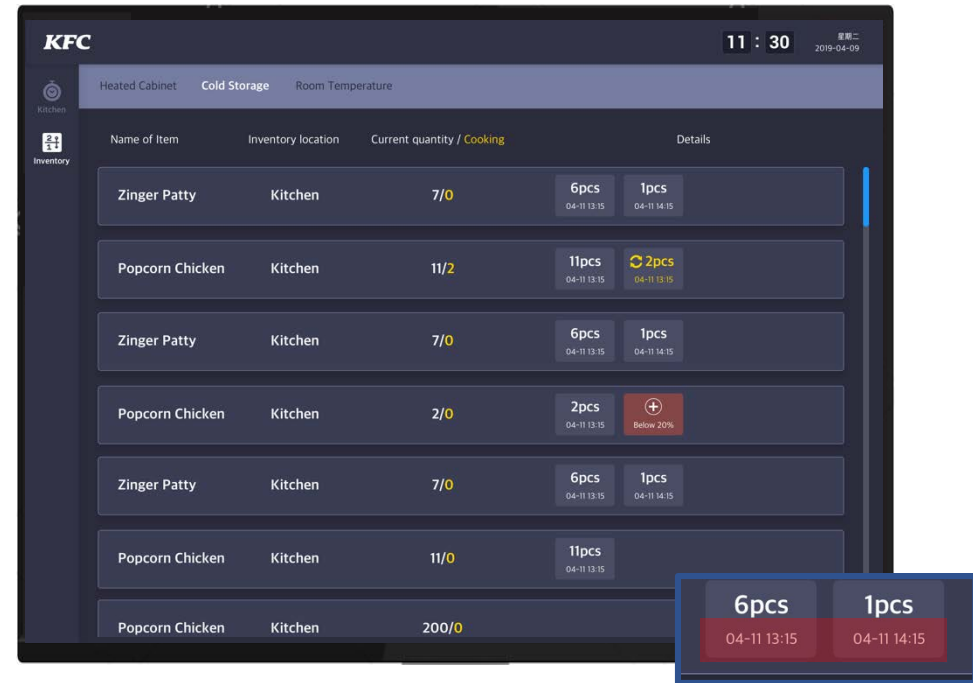 KFC
11 : 30
星期二
2019-04-09
Kitchen
Inventory
Heated Cabinet Cold Storage Room Temperature
Name of Item Inventory location Current quantity / Cooking Details
Zinger Patty Kitchen 7/0 6pcs 1pcs
04-11 13:15 04-11 14:15
Popcorn Chicken Kitchen 11/2 11pcs 2pcs
04-11 13:15 04-11 13:15
Zinger Patty Kitchen 7/0 6pcs 1pcs
04-11 13:15 04-11 14:15
Popcorn Chicken Kitchen 2/0 2pcs
04-11 13:15 Below 20%
Zinger Patty Kitchen 7/0 6pcs 1pcs
04-11 13:15 04-11 14:15
Popcorn Chicken Kitchen 11/0 11pcs
04-11 13:15
Popcorn Chicken Kitchen 200/0
6pcs 1pcs
04-11 13:15 04-11 14:15